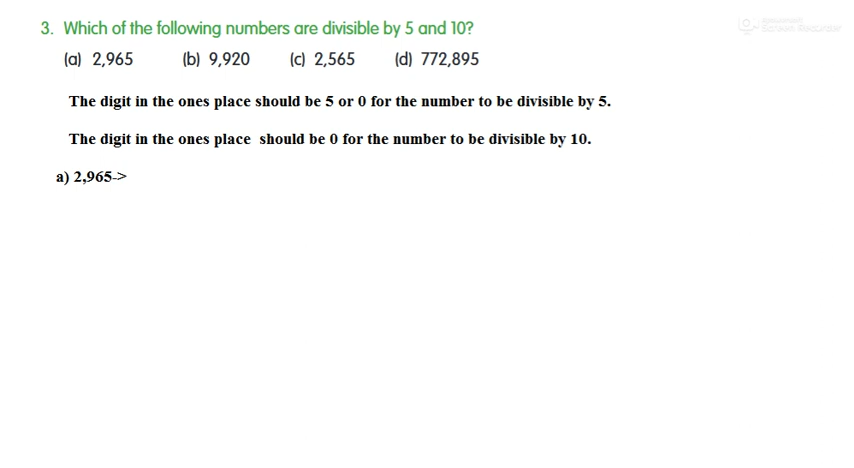 3. Which of the following numbers are divisible by 5 and 10?
(a) 2,965 (b) 9,920 (c) 2,565 (d) 772,895
The digit in the ones place should be 5 or 0 for the number to be divisible by 5.
The digit in the ones place should be 0 for the number to be divisible by 10.
a) 2,965->
Screen Recorder